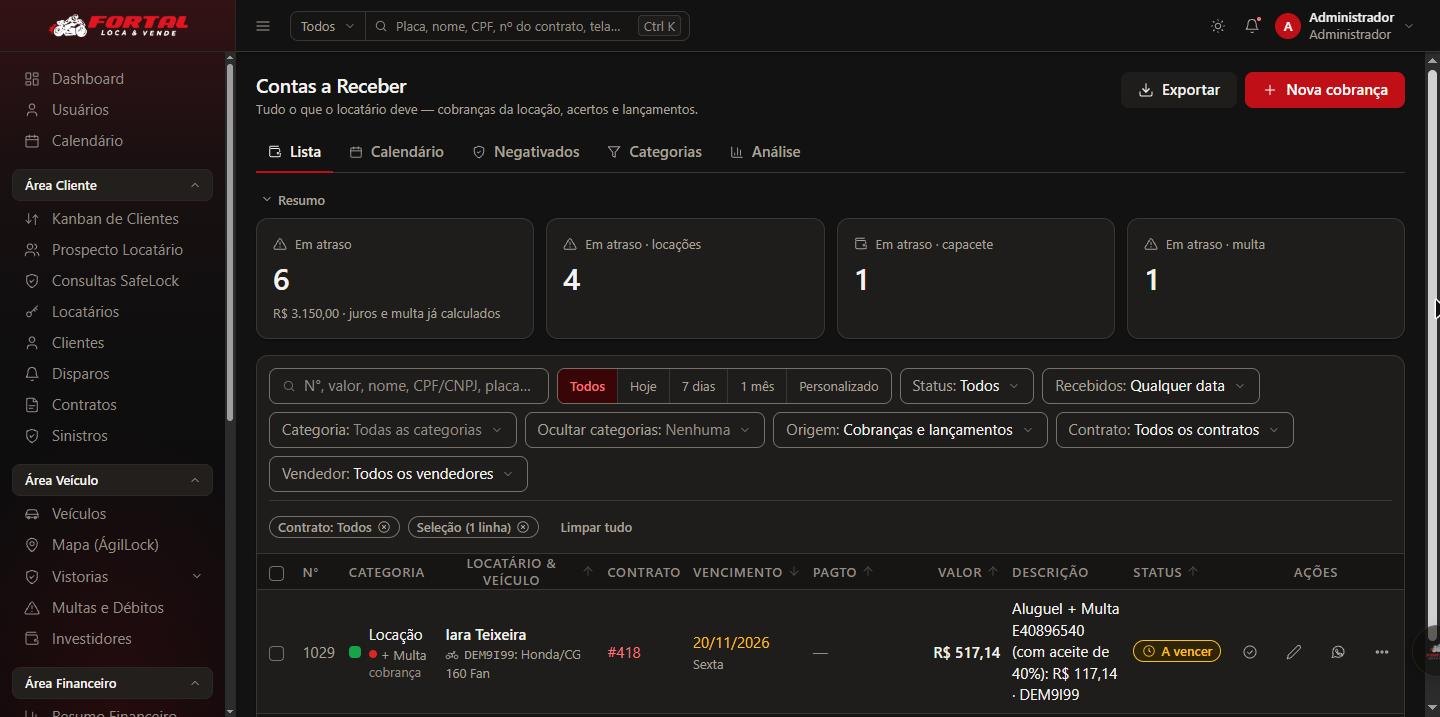 FORTAL
LOCA & VENDE
Todos
Placa, nome, CPF, nº do contrato, tela...
Ctrl K
A
Administrador
Administrador
Dashboard
Usuários
Calendário
Área Cliente
Kanban de Clientes
Prospecto Locatário
Consultas SafeLock
Locatários
Clientes
Disparos
Contratos
Sinistros
Área Veículo
Veículos
Mapa (ÁgilLock)
Vistorias
Multas e Débitos
Investidores
Área Financeiro
Resumo Financeiro
Contas a Receber
Tudo o que o locatário deve — cobranças da locação, acertos e lançamentos.
Exportar
Nova cobrança
Lista
Calendário
Negativados
Categorias
Análise
Resumo
Em atraso
6
R$ 3.150,00 · juros e multa já calculados
Em atraso · locações
4
Em atraso · capacete
1
Em atraso · multa
1
N°, valor, nome, CPF/CNPJ, placa...
Todos
Hoje
7 dias
1 mês
Personalizado
Status: Todos
Recebidos: Qualquer data
Categoria: Todas as categorias
Ocultar categorias: Nenhuma
Origem: Cobranças e lançamentos
Contrato: Todos os contratos
Vendedor: Todos os vendedores
Contrato: Todos
Seleção (1 linha)
Limpar tudo
N°
CATEGORIA
LOCATÁRIO &
VEÍCULO
CONTRATO
VENCIMENTO
PAGTO
VALOR
DESCRIÇÃO
STATUS
AÇÕES
1029
Locação
+ Multa
cobrança
Iara Teixeira
DEM9I99: Honda/CG
160 Fan
#418
20/11/2026
Sexta
—
R$ 517,14
Aluguel + Multa
E40896540
(com aceite de
40%): R$ 117,14
· DEM9I99
A vencer